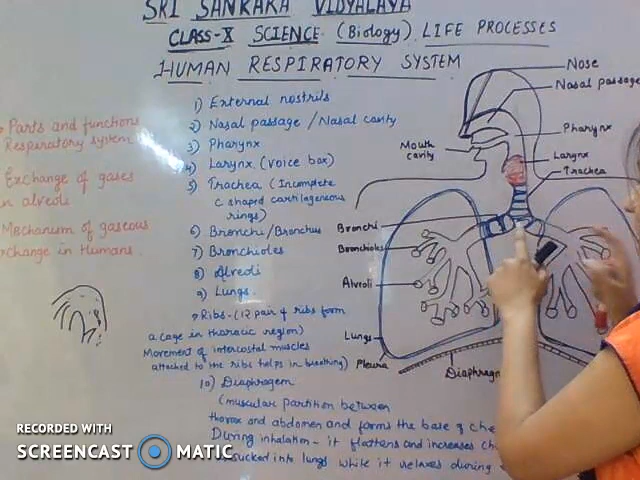 SRI SANKARA VIDYALAYA
CLASS-X SCIENCE (Biology) LIFE PROCESSES
HUMAN RESPIRATORY SYSTEM
Parts and functions
Respiratory system
Exchange of gases
in alveoli
Mechanism of gaseous
exchange in Humans.
1) External nostrils
2) Nasal passage / Nasal cavity
3) Pharynx
4) Larynx (voice box)
5) Trachea (Incomplete
C shaped cartilageneous
rings)
6) Bronchi / Bronchus
7) Bronchioles
8) Alveoli
9) Lungs.
Ribs - (12 pair of ribs form
a cage in thoracic region)
Movement of intercostal muscles
attached to the ribs helps in breathing)
10) Diaphragem
(muscular partition between
thorax and abdomen and forms the base of
During inhalation - it flattens and increases
sucked into lungs while it relaxes during
Nose
Nasal passage
Pharynx
Mouth
cavity
Larynx
Trachea
Bronchi
Bronchioles
Alveoli
Lungs
Pleura
Diaphragm
RECORDED WITH
SCREENCAST MATIC